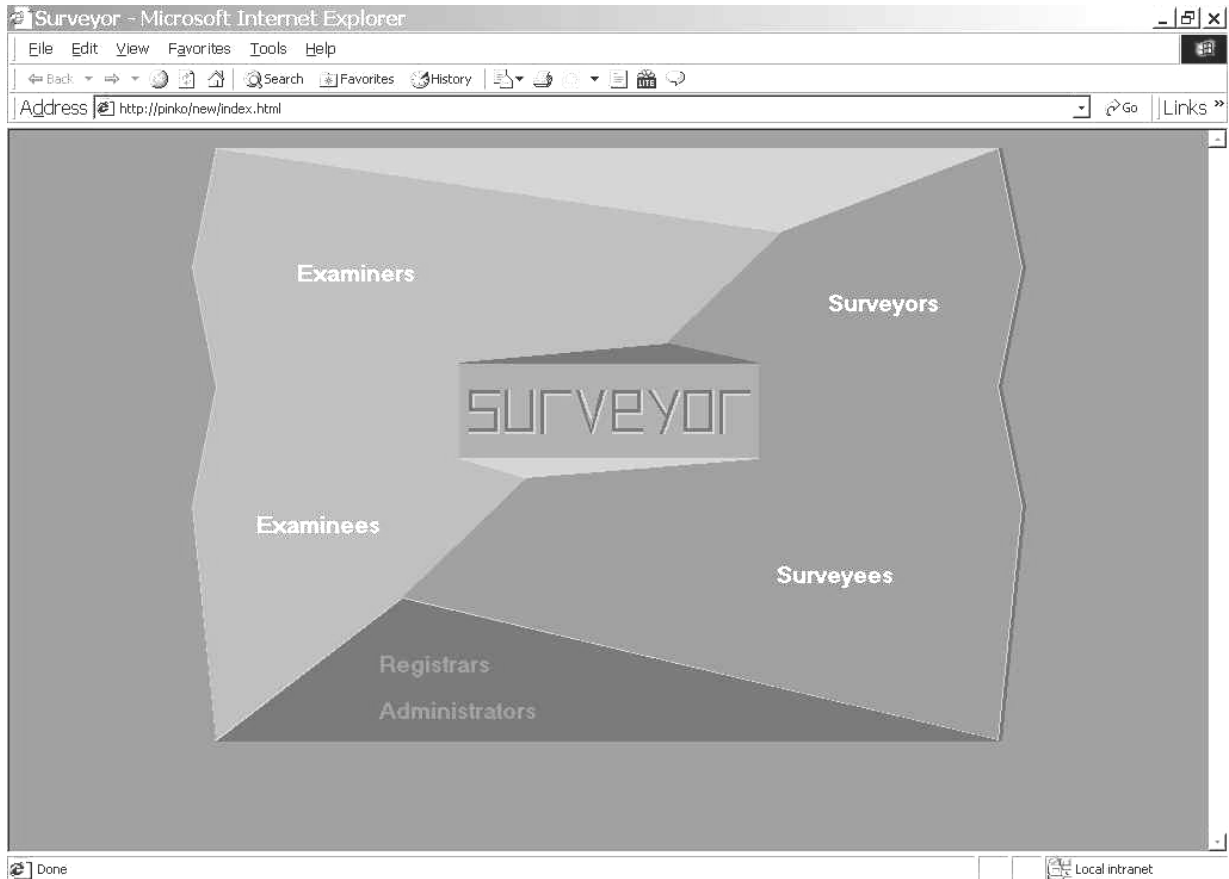 Surveyor - Microsoft Internet Explorer
File Edit View Favorites Tools Help
Back Search Favorites History
Address http://pinko/new/index.html Go Links »
Examiners
Surveyors
surveyor
Examinees
Surveyees
Registrars
Administrators
Done Local intranet